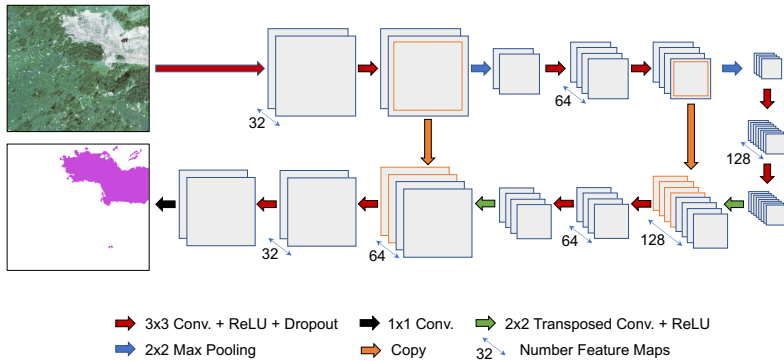 32
64
128
32
64
64
128
3x3 Conv. + ReLU + Dropout
1x1 Conv.
2x2 Transposed Conv. + ReLU
2x2 Max Pooling
Copy
32
Number Feature Maps